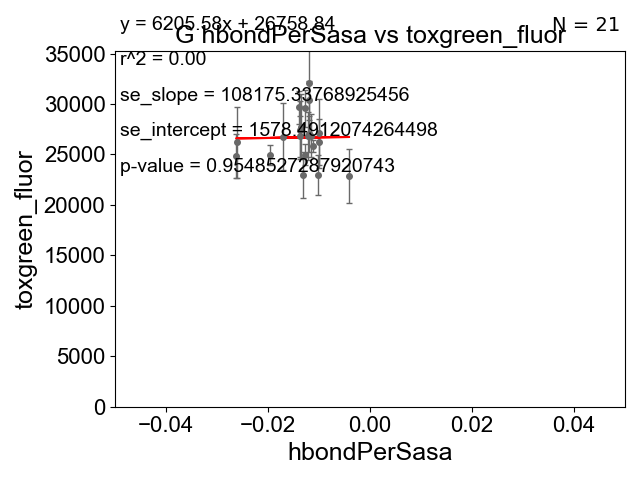 y = 6205.58x + 26758.84
N = 21
G hbondPerSasa vs toxgreen_fluor
r^2 = 0.00
se_slope = 108175.33768925456
se_intercept = 1578.4912074264498
p-value = 0.9548527287920743
35000
30000
25000
20000
15000
10000
5000
0
toxgreen_fluor
−0.04
−0.02
0.00
0.02
0.04
hbondPerSasa